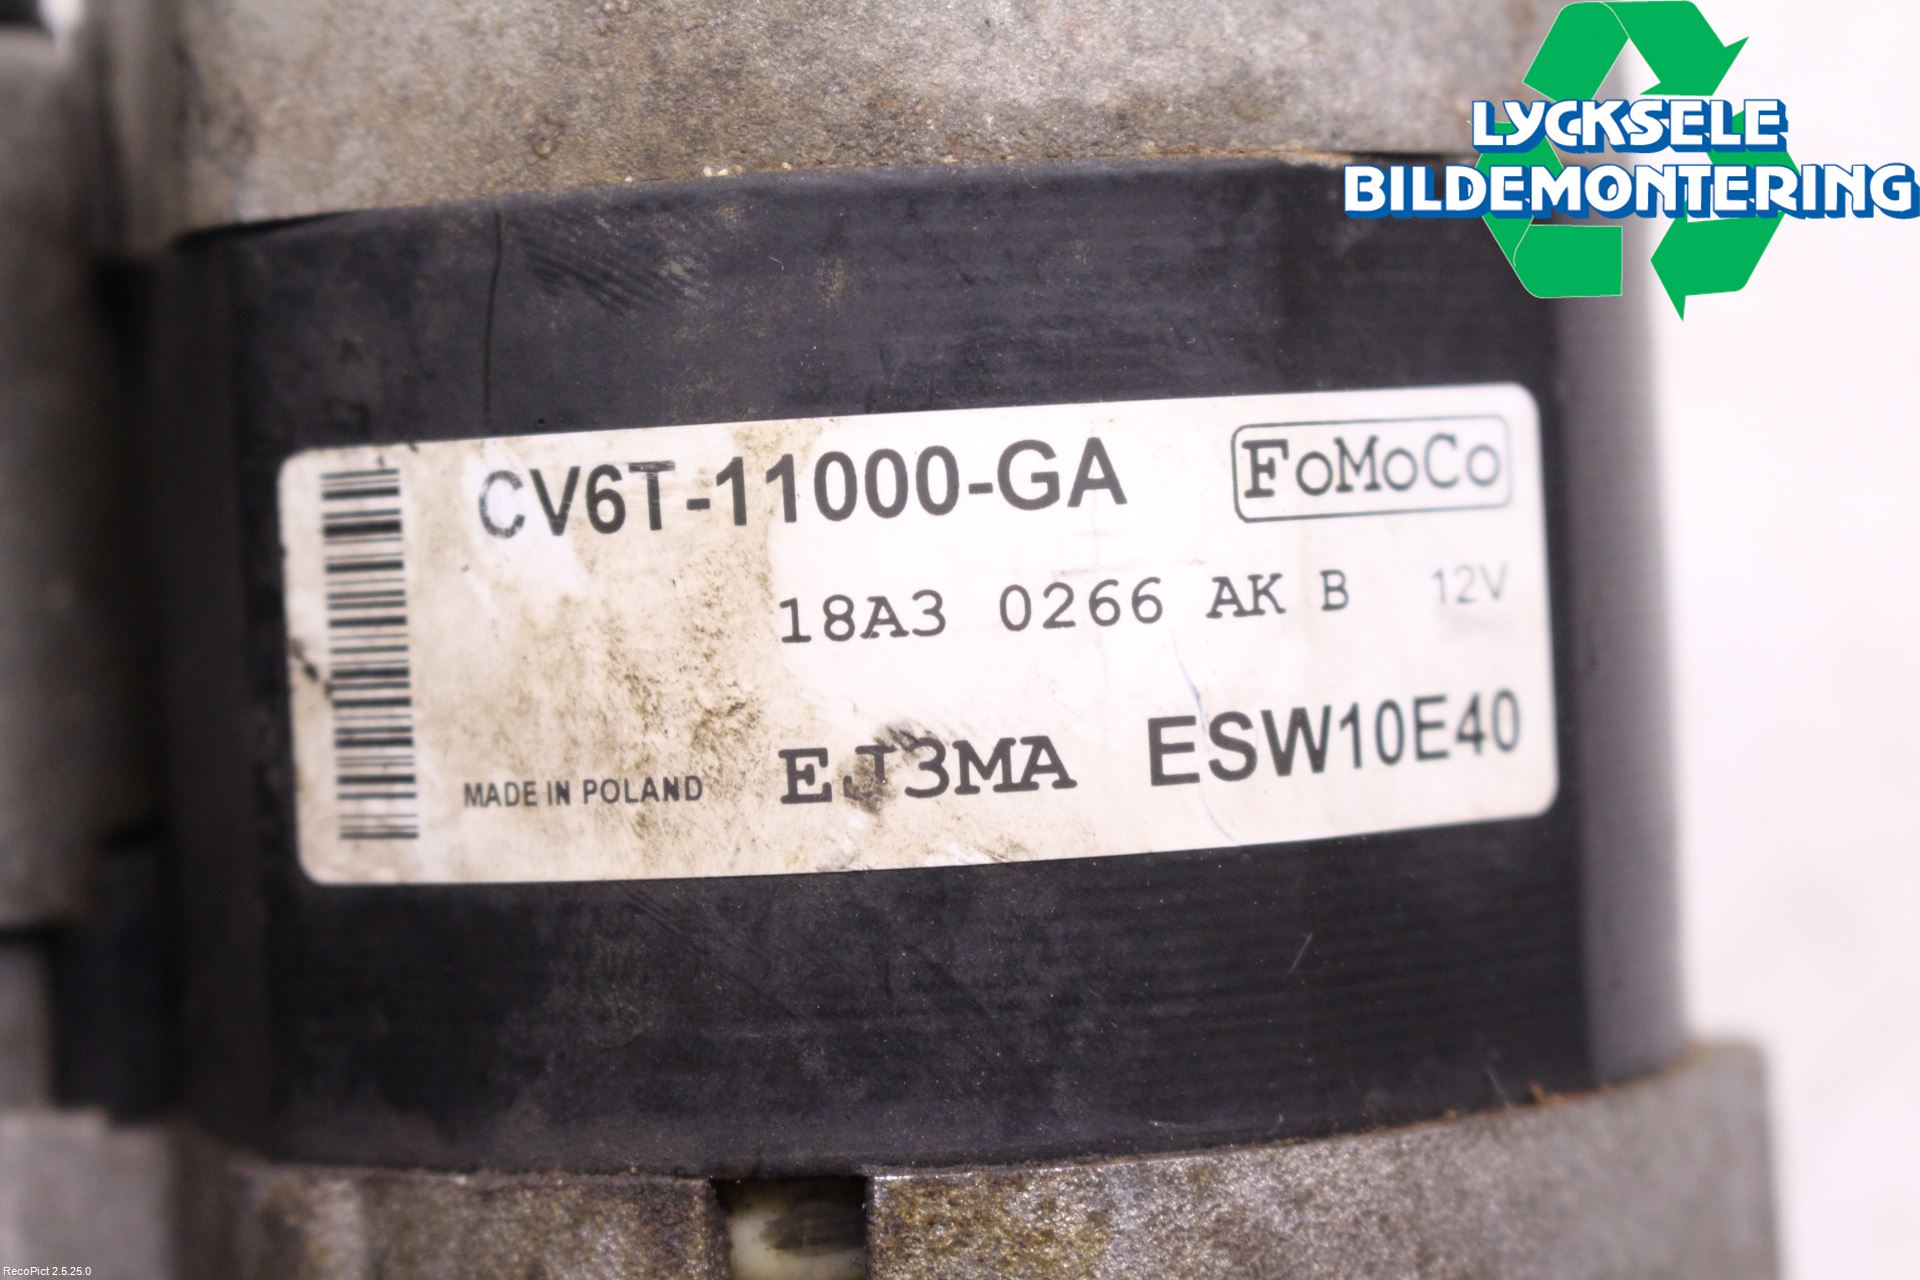 LYCKSELE
BILDEMONTERING
CV6T-11000-GA FoMoCo
18A3 0266 AK B 12V
MADE IN POLAND EJ3MA ESW10E40
RecoPict 2.5.25.0